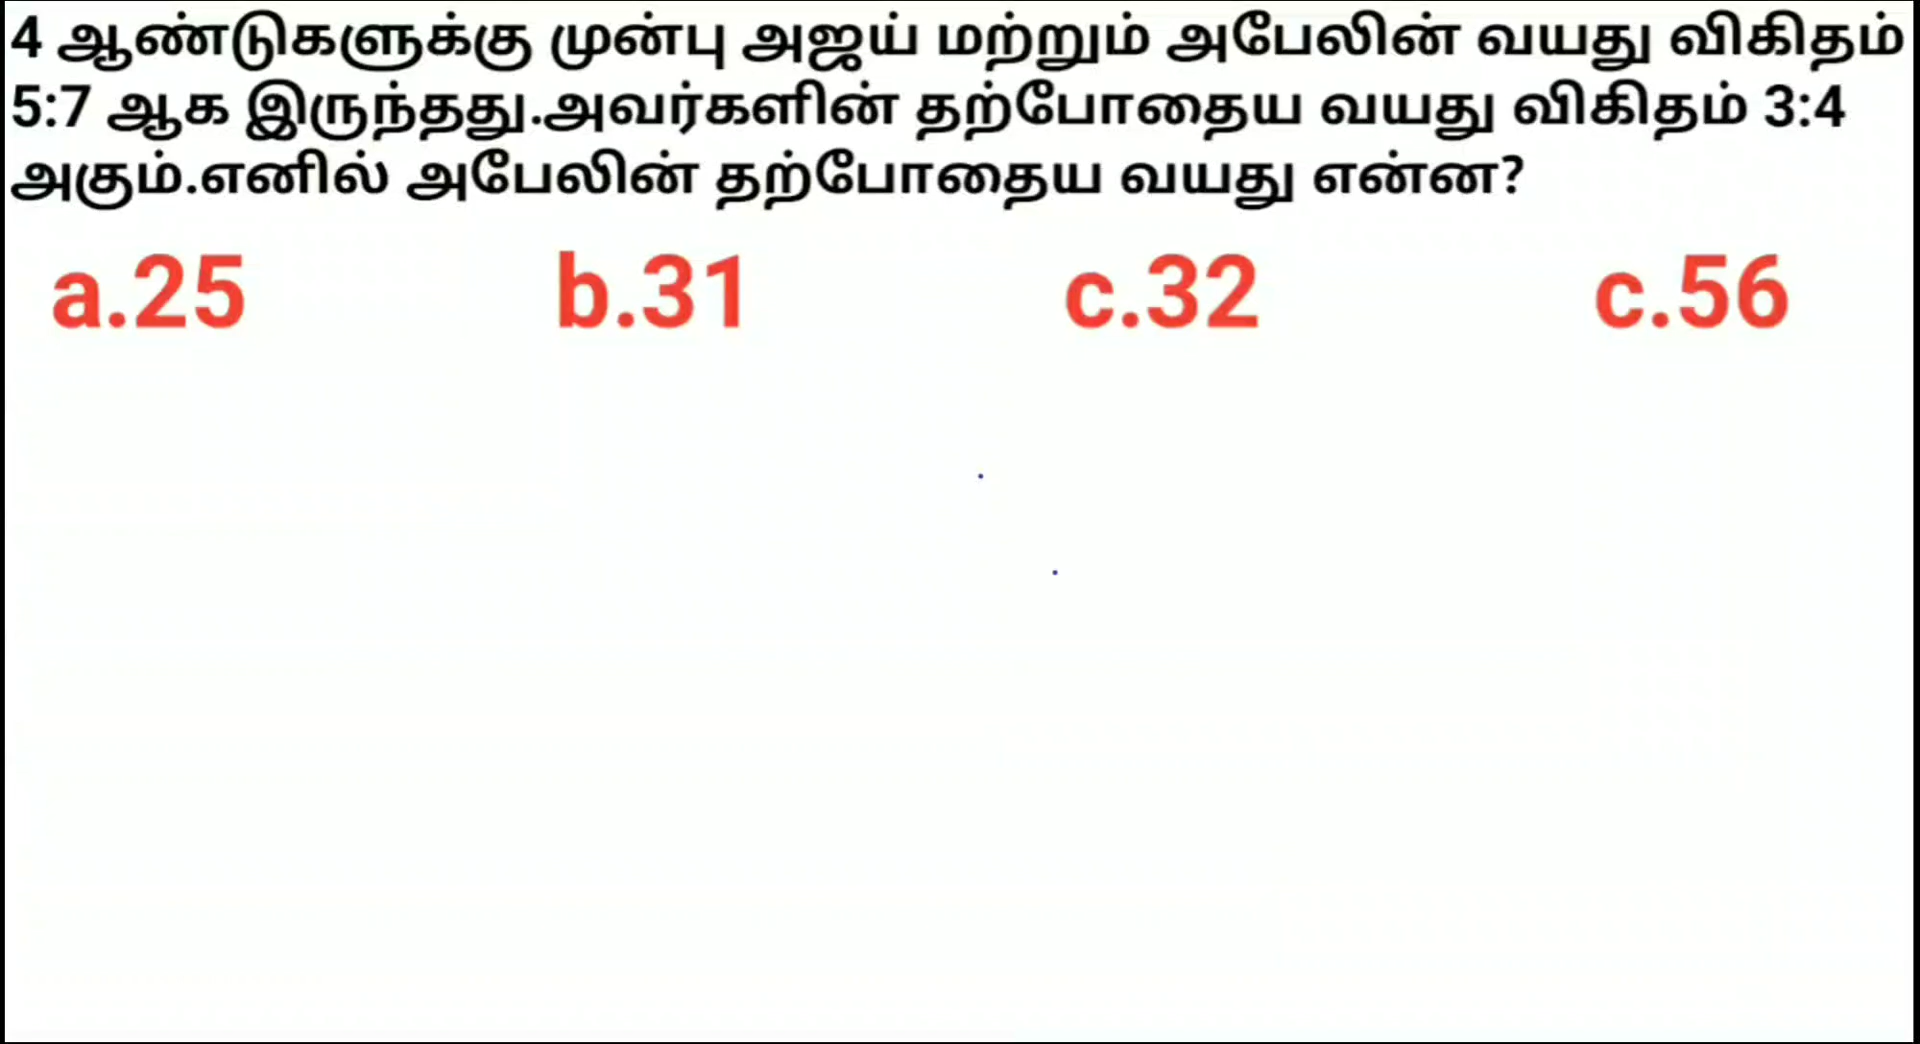 4 ஆண்டுகளுக்கு முன்பு அஜய் மற்றும் அபேலின் வயது விகிதம்
5:7 ஆக இருந்தது.அவர்களின் தற்போதைய வயது விகிதம் 3:4
அகும்.எனில் அபேலின் தற்போதைய வயது என்ன?
a.25 b.31 c.32 c.56